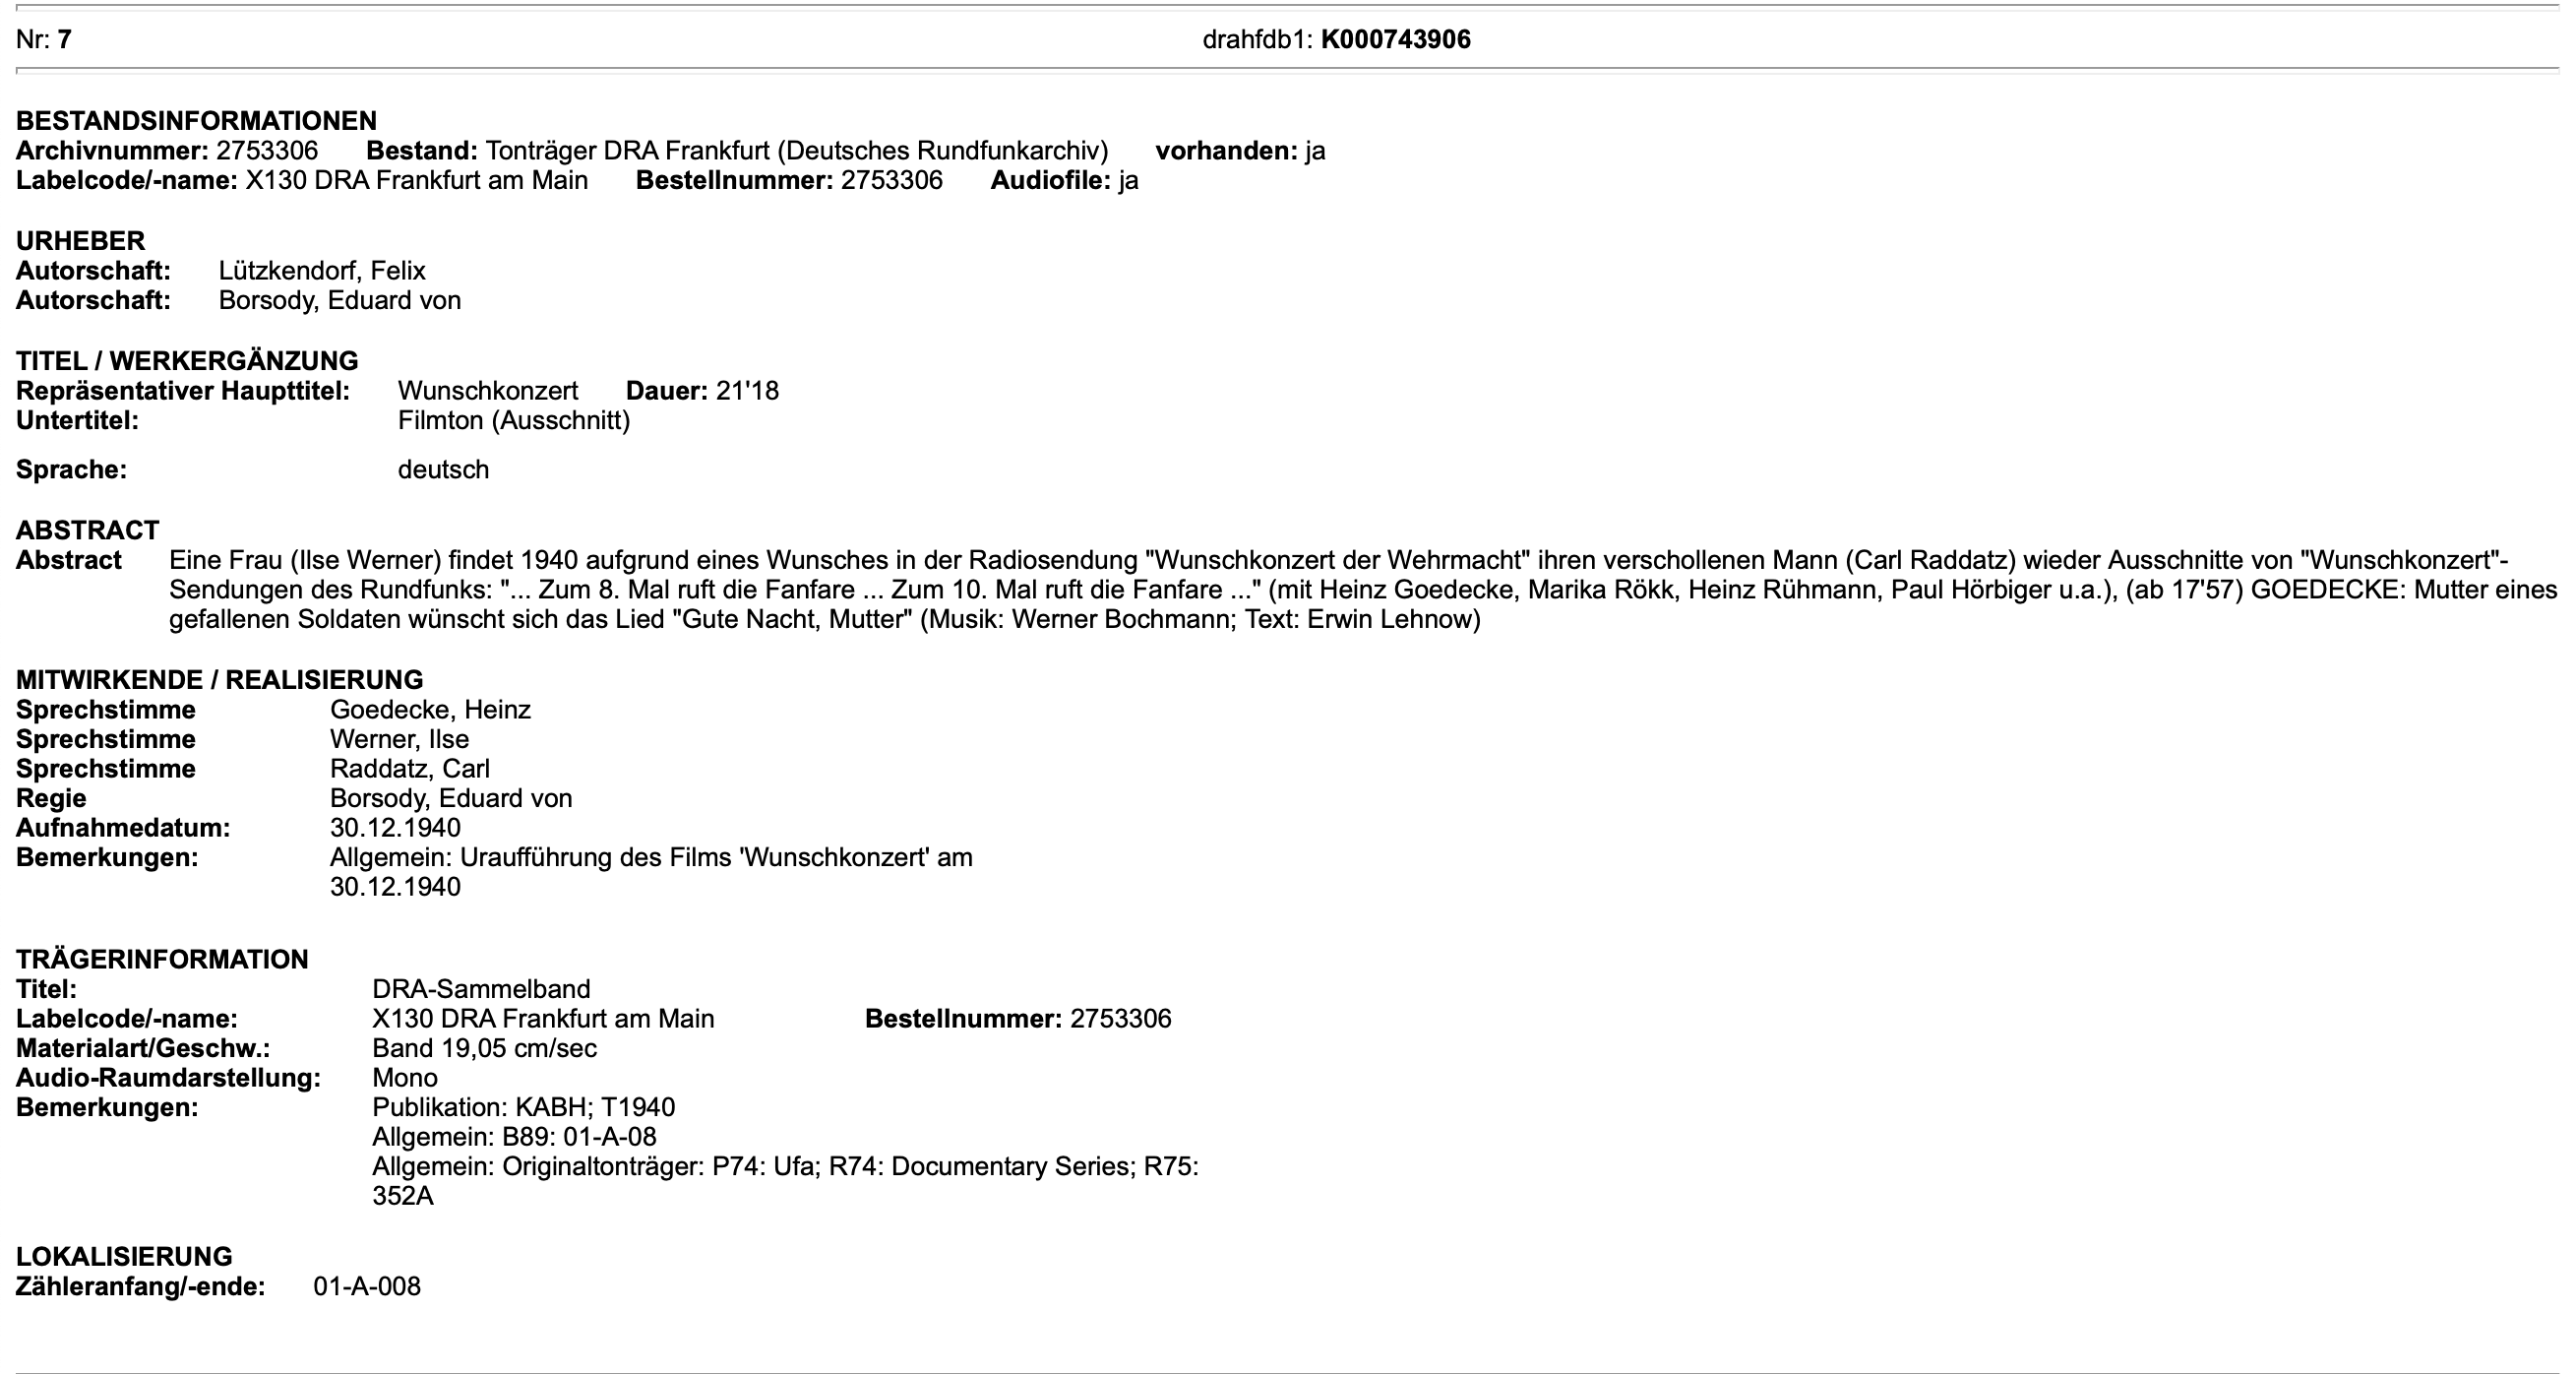 Nr: 7 drahfdb1: K000743906
BESTANDSINFORMATIONEN
Archivnummer: 2753306 Bestand: Tonträger DRA Frankfurt (Deutsches Rundfunkarchiv) vorhanden: ja
Labelcode/-name: X130 DRA Frankfurt am Main Bestellnummer: 2753306 Audiofile: ja
URHEBER
Autorschaft: Lützkendorf, Felix
Autorschaft: Borsody, Eduard von
TITEL / WERKERGÄNZUNG
Repräsentativer Haupttitel: Wunschkonzert Dauer: 21'18
Untertitel: Filmton (Ausschnitt)
Sprache: deutsch
ABSTRACT
Abstract Eine Frau (Ilse Werner) findet 1940 aufgrund eines Wunsches in der Radiosendung "Wunschkonzert der Wehrmacht" ihren verschollenen Mann (Carl Raddatz) wieder Ausschnitte von "Wunschkonzert"-
Sendungen des Rundfunks: "... Zum 8. Mal ruft die Fanfare ... Zum 10. Mal ruft die Fanfare ..." (mit Heinz Goedecke, Marika Rökk, Heinz Rühmann, Paul Hörbiger u.a.), (ab 17'57) GOEDECKE: Mutter eines
gefallenen Soldaten wünscht sich das Lied "Gute Nacht, Mutter" (Musik: Werner Bochmann; Text: Erwin Lehnow)
MITWIRKENDE / REALISIERUNG
Sprechstimme Goedecke, Heinz
Sprechstimme Werner, Ilse
Sprechstimme Raddatz, Carl
Regie Borsody, Eduard von
Aufnahmedatum: 30.12.1940
Bemerkungen: Allgemein: Uraufführung des Films 'Wunschkonzert' am
30.12.1940
TRÄGERINFORMATION
Titel: DRA-Sammelband
Labelcode/-name: X130 DRA Frankfurt am Main Bestellnummer: 2753306
Materialart/Geschw.: Band 19,05 cm/sec
Audio-Raumdarstellung: Mono
Bemerkungen: Publikation: KABH; T1940
Allgemein: B89: 01-A-08
Allgemein: Originaltonträger: P74: Ufa; R74: Documentary Series; R75:
352A
LOKALISIERUNG
Zähleranfang/-ende: 01-A-008